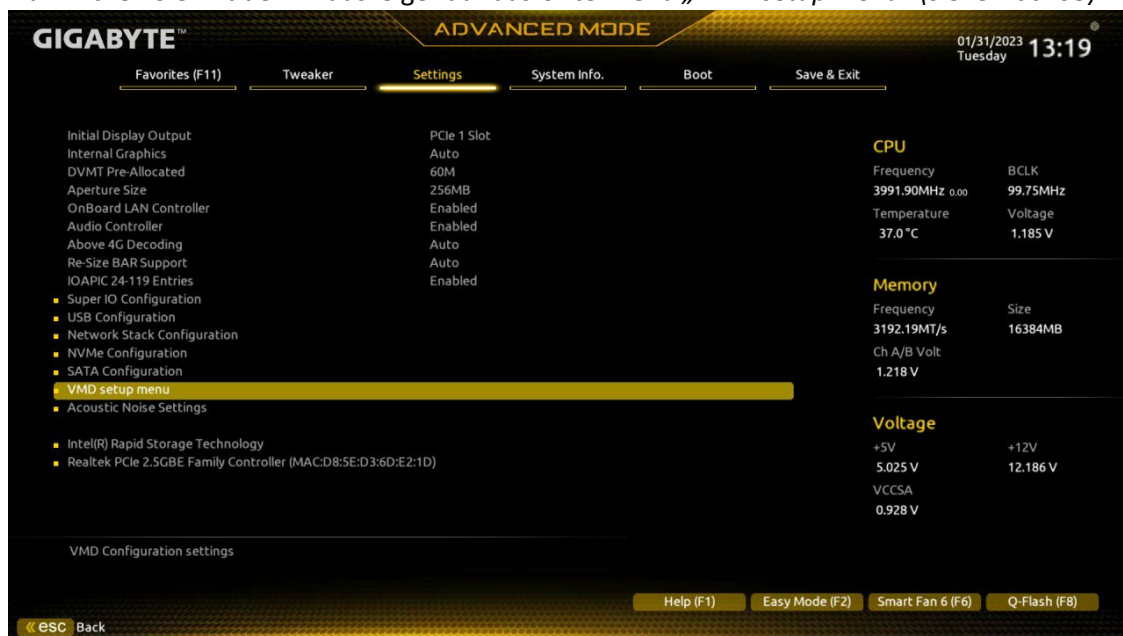 GIGABYTE™
ADVANCED MODE
01/31/2023 13:19
Tuesday
Favorites (F11) Tweaker Settings System Info. Boot Save & Exit
Initial Display Output PCIe 1 Slot
Internal Graphics Auto
DVMT Pre-Allocated 60M
Aperture Size 256MB
OnBoard LAN Controller Enabled
Audio Controller Enabled
Above 4G Decoding Auto
Re-Size BAR Support Auto
IOAPIC 24-119 Entries Enabled
Super IO Configuration
USB Configuration
Network Stack Configuration
NVMe Configuration
SATA Configuration
VMD setup menu
Acoustic Noise Settings
Intel(R) Rapid Storage Technology
Realtek PCIe 2.5GBE Family Controller (MAC:D8:5E:D3:6D:E2:1D)
CPU
Frequency BCLK
3991.90MHz 0.00 99.75MHz
Temperature Voltage
37.0 °C 1.185 V
Memory
Frequency Size
3192.19MT/s 16384MB
Ch A/B Volt
1.218 V
Voltage
+5V +12V
5.025 V 12.186 V
VCCSA
0.928 V
VMD Configuration settings
Help (F1) Easy Mode (F2) Smart Fan 6 (F6) Q-Flash (F8)
esc Back